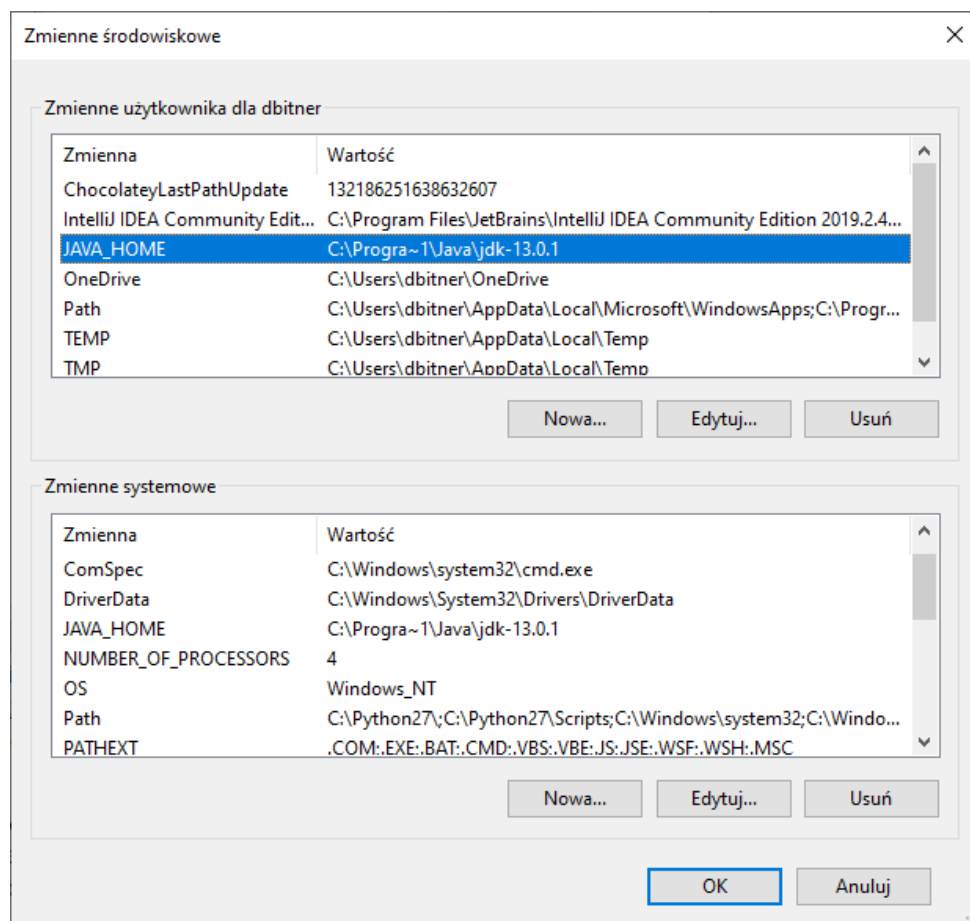 Zmienne środowiskowe
Zmienne użytkownika dla dbitner
Zmienna Wartość
ChocolateyLastPathUpdate 132186251638632607
IntelliJ IDEA Community Edit... C:\Program Files\JetBrains\IntelliJ IDEA Community Edition 2019.2.4...
JAVA_HOME C:\Progra~1\Java\jdk-13.0.1
OneDrive C:\Users\dbitner\OneDrive
Path C:\Users\dbitner\AppData\Local\Microsoft\WindowsApps;C:\Progr...
TEMP C:\Users\dbitner\AppData\Local\Temp
TMP C:\Users\dbitner\AppData\Local\Temp
Nowa... Edytuj... Usuń
Zmienne systemowe
Zmienna Wartość
ComSpec C:\Windows\system32\cmd.exe
DriverData C:\Windows\System32\Drivers\DriverData
JAVA_HOME C:\Progra~1\Java\jdk-13.0.1
NUMBER_OF_PROCESSORS 4
OS Windows_NT
Path C:\Python27\;C:\Python27\Scripts;C:\Windows\system32;C:\Windo...
PATHEXT .COM;.EXE;.BAT;.CMD;.VBS;.VBE;.JS;.JSE;.WSF;.WSH;.MSC
Nowa... Edytuj... Usuń
OK Anuluj